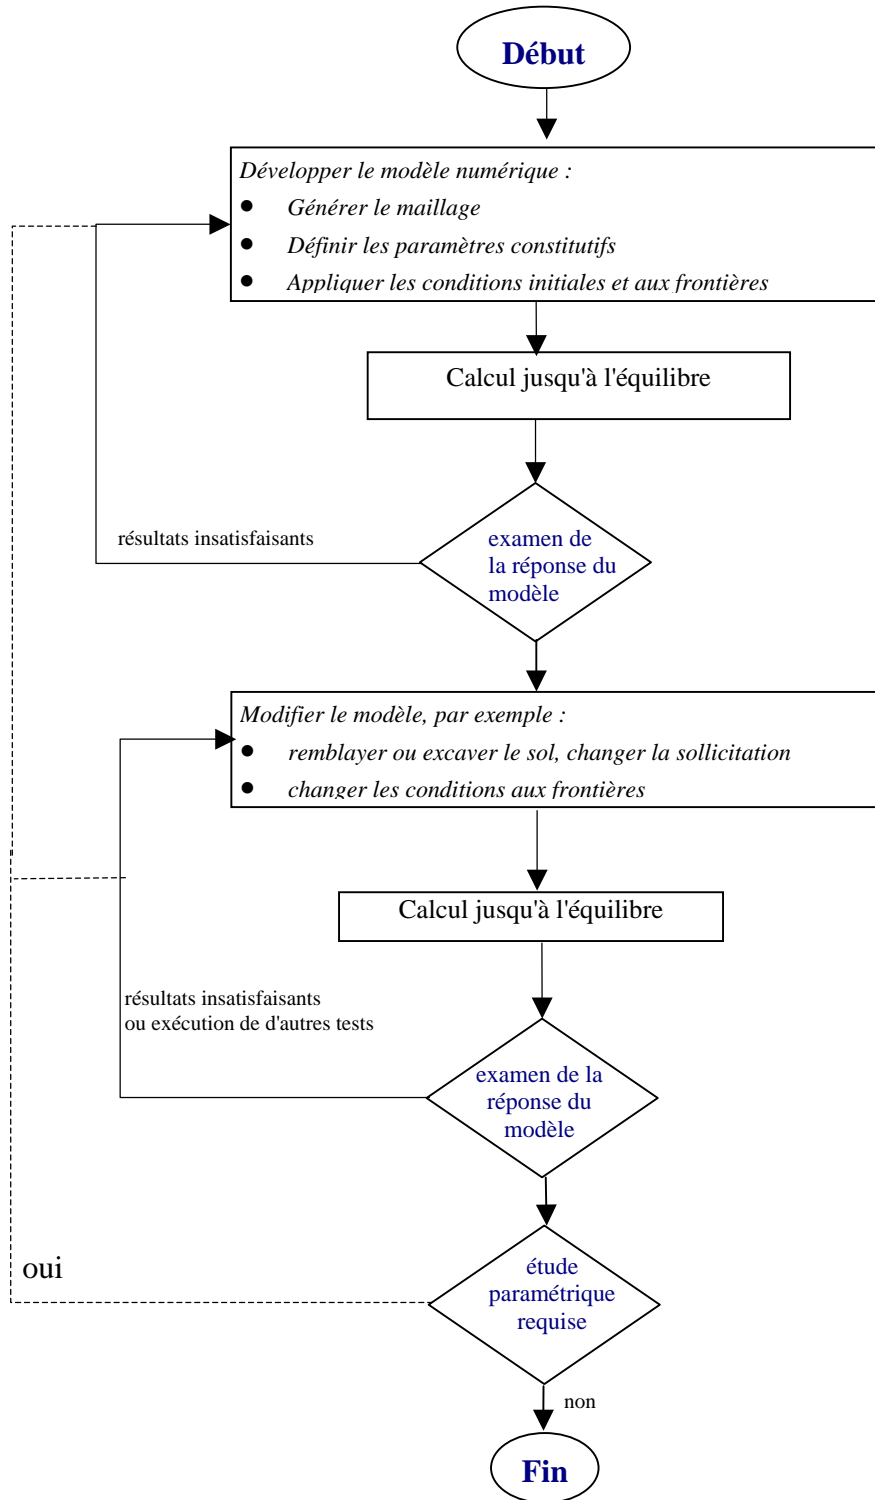 Début
Développer le modèle numérique :
● Générer le maillage
● Définir les paramètres constitutifs
● Appliquer les conditions initiales et aux frontières
Calcul jusqu'à l'équilibre
résultats insatisfaisants
examen de
la réponse du
modèle
Modifier le modèle, par exemple :
● remblayer ou excaver le sol, changer la sollicitation
● changer les conditions aux frontières
Calcul jusqu'à l'équilibre
résultats insatisfaisants
ou exécution de d'autres tests
examen de la
réponse du
modèle
oui
étude
paramétrique
requise
non
Fin